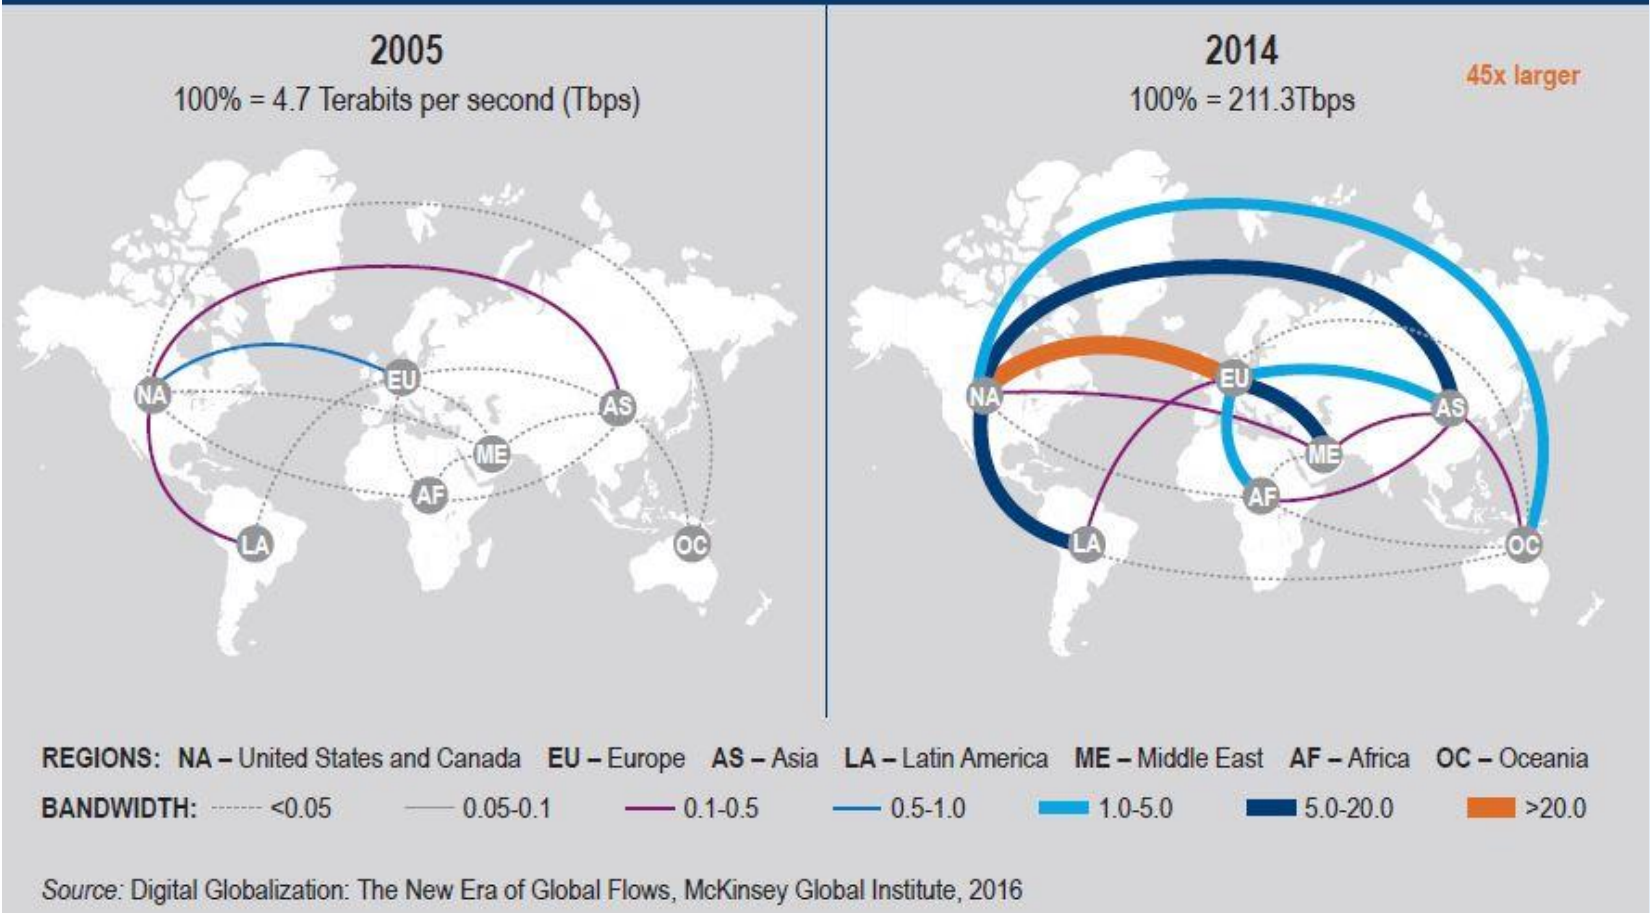 2005
100% = 4.7 Terabits per second (Tbps)
NA
EU
AS
ME
AF
LA
OC
2014
100% = 211.3Tbps
45x larger
NA
EU
AS
ME
AF
LA
OC
REGIONS: NA – United States and Canada EU – Europe AS – Asia LA – Latin America ME – Middle East AF – Africa OC – Oceania
BANDWIDTH: <0.05 0.05-0.1 0.1-0.5 0.5-1.0 1.0-5.0 5.0-20.0 >20.0
Source: Digital Globalization: The New Era of Global Flows, McKinsey Global Institute, 2016